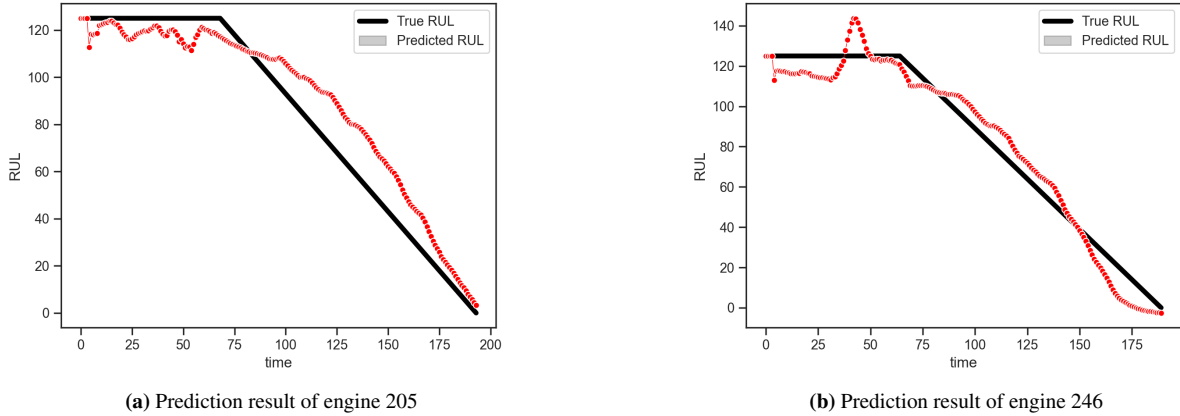 True RUL
Predicted RUL
120
100
80
60
40
20
0
RUL
0 25 50 75 100 125 150 175 200
time
(a) Prediction result of engine 205
True RUL
Predicted RUL
140
120
100
80
60
40
20
0
RUL
0 25 50 75 100 125 150 175
time
(b) Prediction result of engine 246